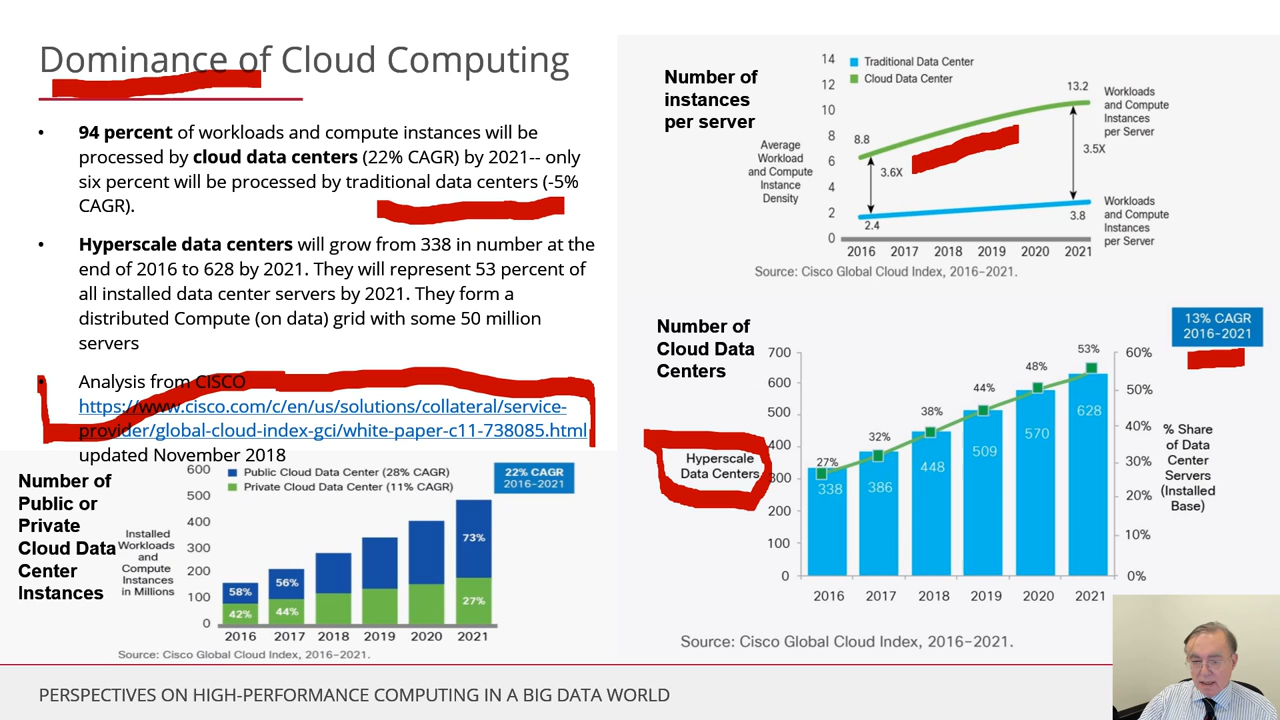 Dominance of Cloud Computing
• 94 percent of workloads and compute instances will be
processed by cloud data centers (22% CAGR) by 2021-- only
six percent will be processed by traditional data centers (-5%
CAGR).
• Hyperscale data centers will grow from 338 in number at the
end of 2016 to 628 by 2021. They will represent 53 percent of
all installed data center servers by 2021. They form a
distributed Compute (on data) grid with some 50 million
servers
• Analysis from CISCO
https://www.cisco.com/c/en/us/solutions/collateral/service-
provider/global-cloud-index-gci/white-paper-c11-738085.html
updated November 2018
Number of
instances
per server
Traditional Data Center
Cloud Data Center
14
12
10
8
6
4
2
0
Average
Workload
and Compute
Instance
Density
8.8
3.6X
2.4
13.2
3.5X
3.8
Workloads
and Compute
Instances
per Server
Workloads
and Compute
Instances
per Server
2016 2017 2018 2019 2020 2021
Source: Cisco Global Cloud Index, 2016-2021.
Number of
Cloud Data
Centers
13% CAGR
2016-2021
Hyperscale
Data Centers
700
600
500
400
300
200
100
0
27% 32% 38% 44% 48% 53%
338 386 448 509 570 628
60%
50%
40%
30%
20%
10%
0%
% Share
of Data
Center
Servers
(Installed
Base)
2016 2017 2018 2019 2020 2021
Source: Cisco Global Cloud Index, 2016-2021.
Number of
Public or
Private
Cloud Data
Center
Instances
Public Cloud Data Center (28% CAGR)
Private Cloud Data Center (11% CAGR)
22% CAGR
2016-2021
Installed
Workloads
and
Compute
Instances
in Millions
600
500
400
300
200
100
0
58% 56% 73%
42% 44% 27%
2016 2017 2018 2019 2020 2021
Source: Cisco Global Cloud Index, 2016-2021.
PERSPECTIVES ON HIGH-PERFORMANCE COMPUTING IN A BIG DATA WORLD